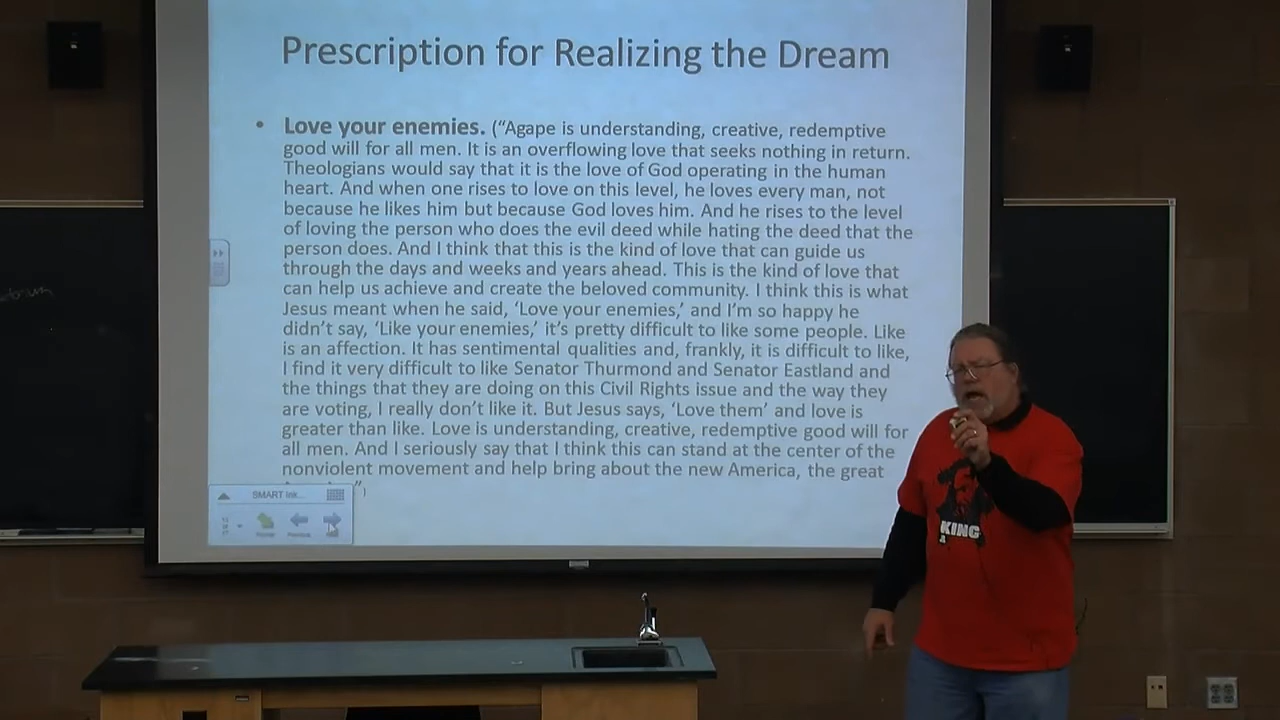 Prescription for Realizing the Dream
• Love your enemies. (“Agape is understanding, creative, redemptive
good will for all men. It is an overflowing love that seeks nothing in return.
Theologians would say that it is the love of God operating in the human
heart. And when one rises to love on this level, he loves every man, not
because he likes him but because God loves him. And he rises to the level
of loving the person who does the evil deed while hating the deed that the
person does. And I think that this is the kind of love that can guide us
through the days and weeks and years ahead. This is the kind of love that
can help us achieve and create the beloved community. I think this is what
Jesus meant when he said, ‘Love your enemies,’ and I’m so happy he
didn’t say, ‘Like your enemies,’ it’s pretty difficult to like some people. Like
is an affection. It has sentimental qualities and, frankly, it is difficult to like,
I find it very difficult to like Senator Thurmond and Senator Eastland and
the things that they are doing on this Civil Rights issue and the way they
are voting, I really don’t like it. But Jesus says, ‘Love them’ and love is
greater than like. Love is understanding, creative, redemptive good will for
all men. And I seriously say that I think this can stand at the center of the
nonviolent movement and help bring about the new America, the great
”)
SMART Ink...
Previous
KING